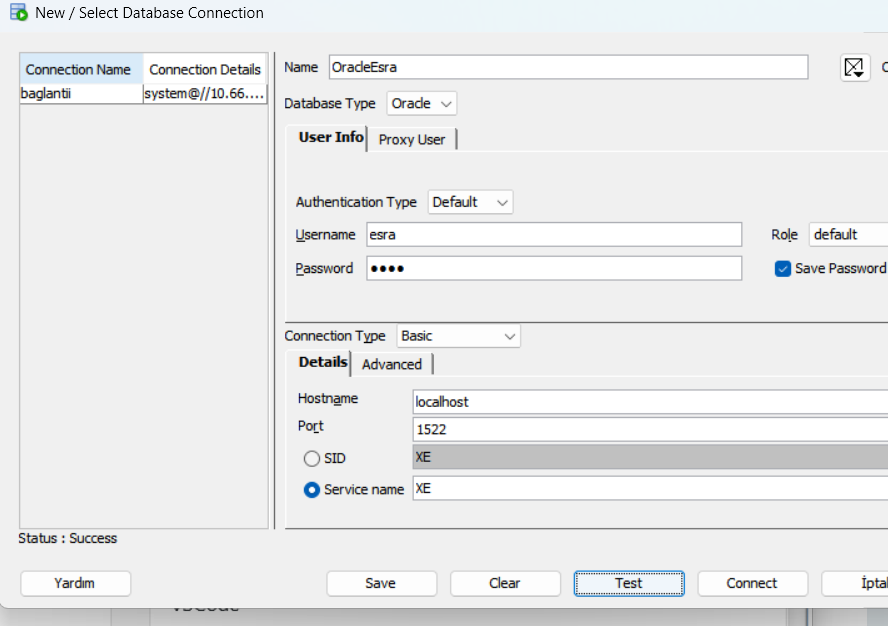 New / Select Database Connection
Connection Name Connection Details
baglantii system@//10.66....
Name OracleEsra
Database Type Oracle
User Info Proxy User
Authentication Type Default
Username esra Role default
Password •••• Save Password
Connection Type Basic
Details Advanced
Hostname localhost
Port 1522
SID XE
Service name XE
Status : Success
Yardım Save Clear Test Connect İptal